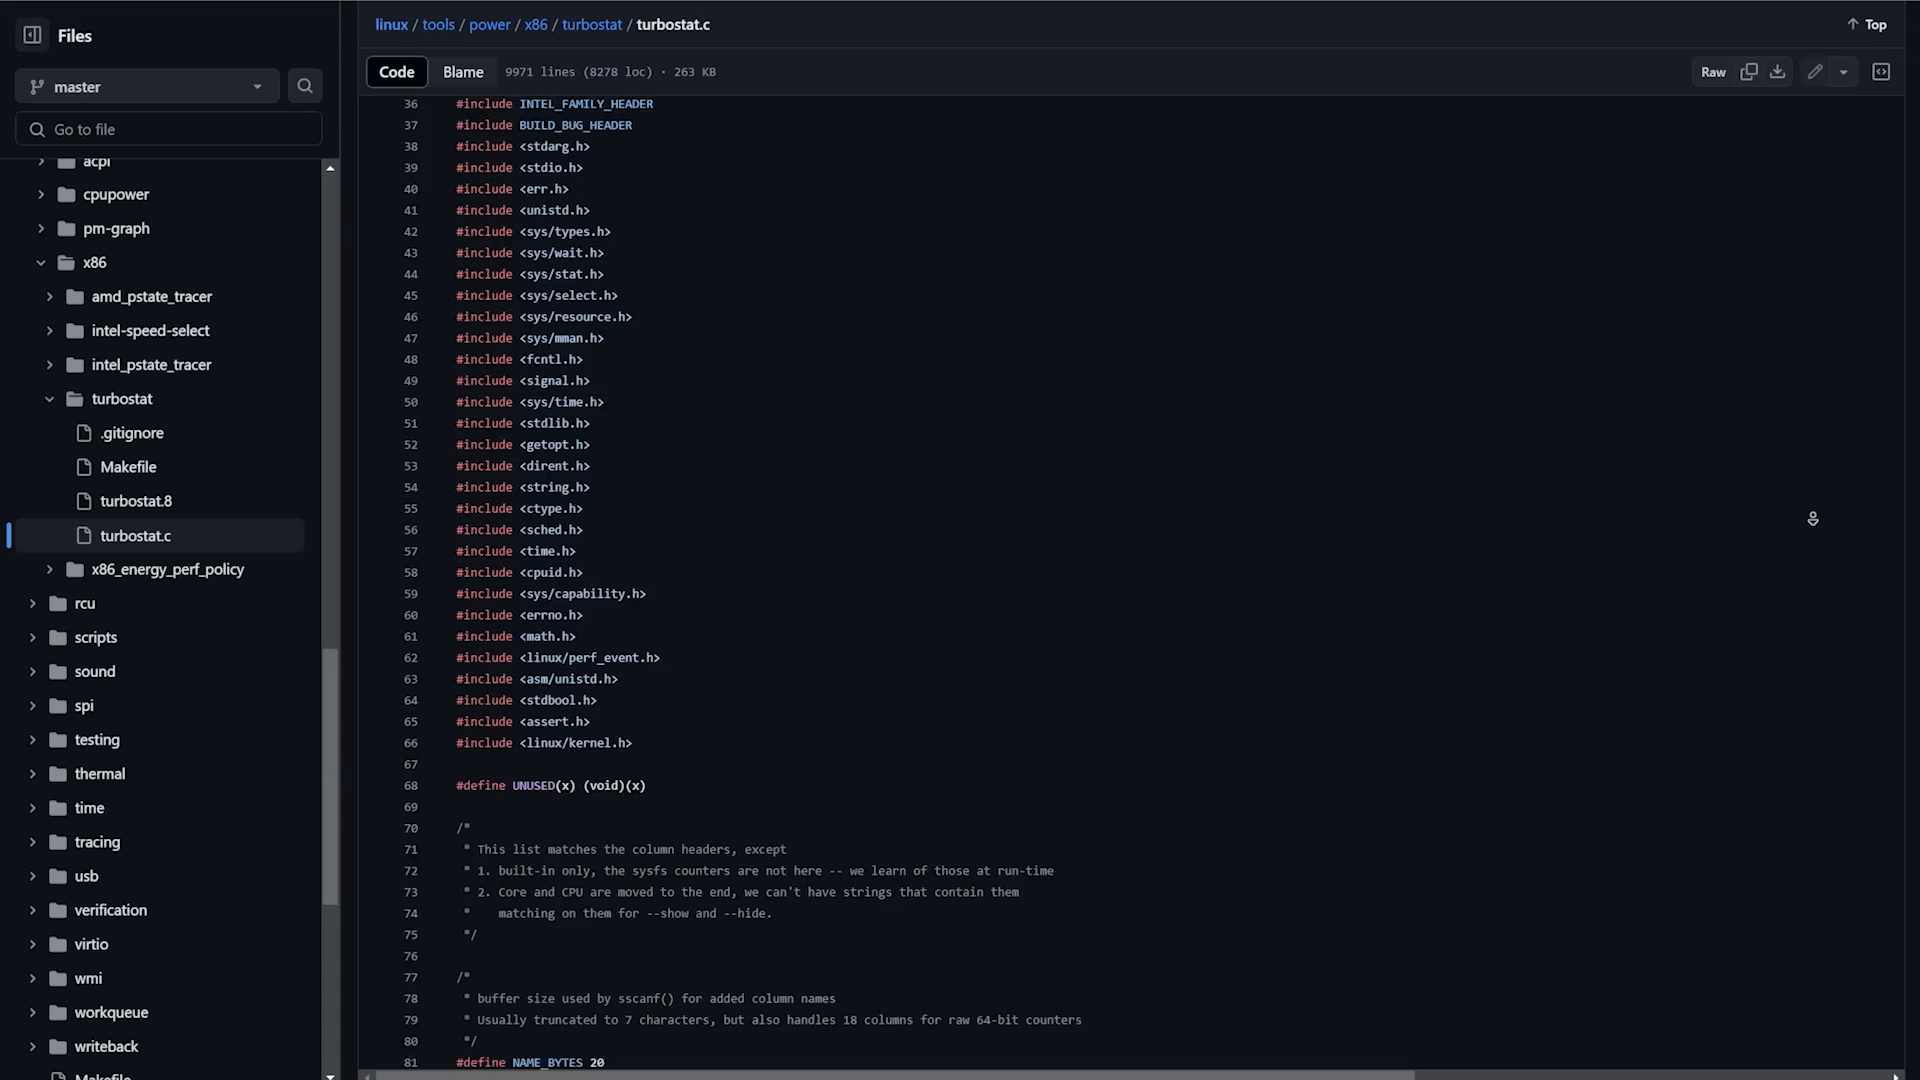 Files
master
Go to file
acpi
cpupower
pm-graph
x86
amd_pstate_tracer
intel-speed-select
intel_pstate_tracer
turbostat
.gitignore
Makefile
turbostat.8
turbostat.c
x86_energy_perf_policy
rcu
scripts
sound
spi
testing
thermal
time
tracing
usb
verification
virtio
wmi
workqueue
writeback
Makefile
linux / tools / power / x86 / turbostat / turbostat.c
Top
Code Blame 9971 lines (8278 loc) · 263 KB
Raw
36 #include INTEL_FAMILY_HEADER
37 #include BUILD_BUG_HEADER
38 #include <stdarg.h>
39 #include <stdio.h>
40 #include <err.h>
41 #include <unistd.h>
42 #include <sys/types.h>
43 #include <sys/wait.h>
44 #include <sys/stat.h>
45 #include <sys/select.h>
46 #include <sys/resource.h>
47 #include <sys/mman.h>
48 #include <fcntl.h>
49 #include <signal.h>
50 #include <sys/time.h>
51 #include <stdlib.h>
52 #include <getopt.h>
53 #include <dirent.h>
54 #include <string.h>
55 #include <ctype.h>
56 #include <sched.h>
57 #include <time.h>
58 #include <cpuid.h>
59 #include <sys/capability.h>
60 #include <errno.h>
61 #include <math.h>
62 #include <linux/perf_event.h>
63 #include <asm/unistd.h>
64 #include <stdbool.h>
65 #include <assert.h>
66 #include <linux/kernel.h>
67
68 #define UNUSED(x) (void)(x)
69
70 /*
71 * This list matches the column headers, except
72 * 1. built-in only, the sysfs counters are not here -- we learn of those at run-time
73 * 2. Core and CPU are moved to the end, we can't have strings that contain them
74 * matching on them for --show and --hide.
75 */
76
77 /*
78 * buffer size used by sscanf() for added column names
79 * Usually truncated to 7 characters, but also handles 18 columns for raw 64-bit counters
80 */
81 #define NAME_BYTES 20